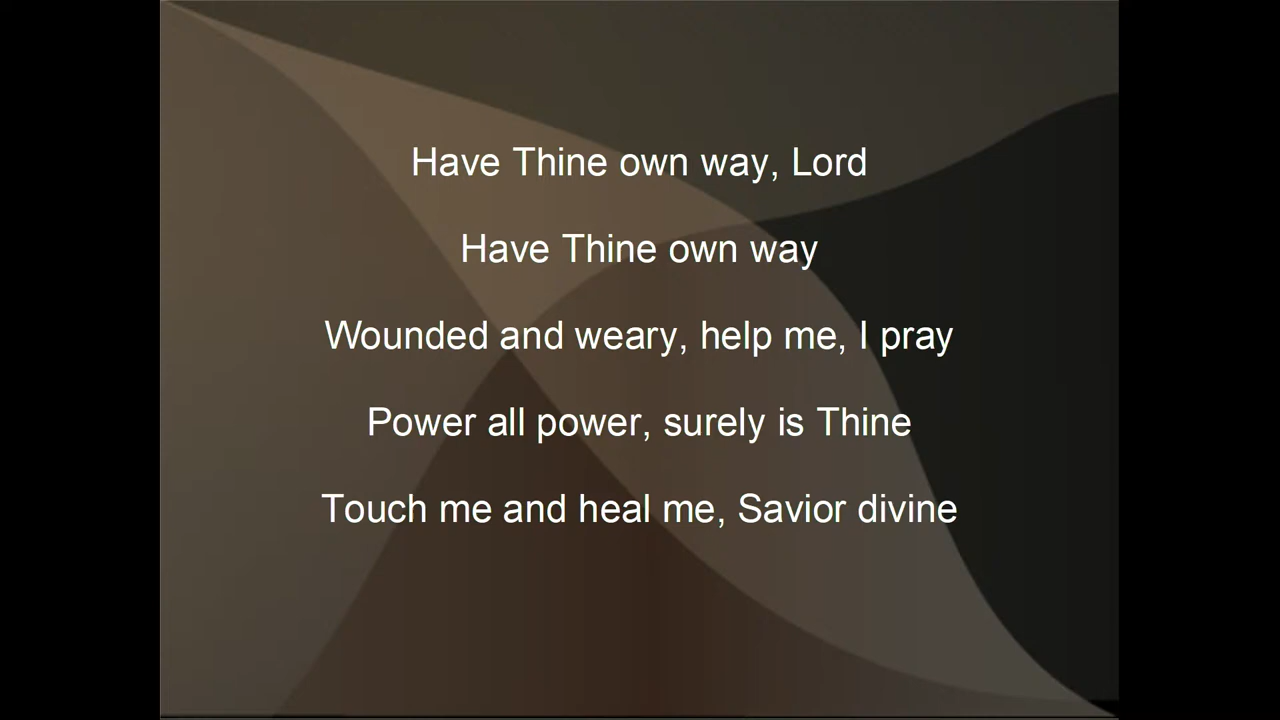 Have Thine own way, Lord
Have Thine own way
Wounded and weary, help me, I pray
Power all power, surely is Thine
Touch me and heal me, Savior divine